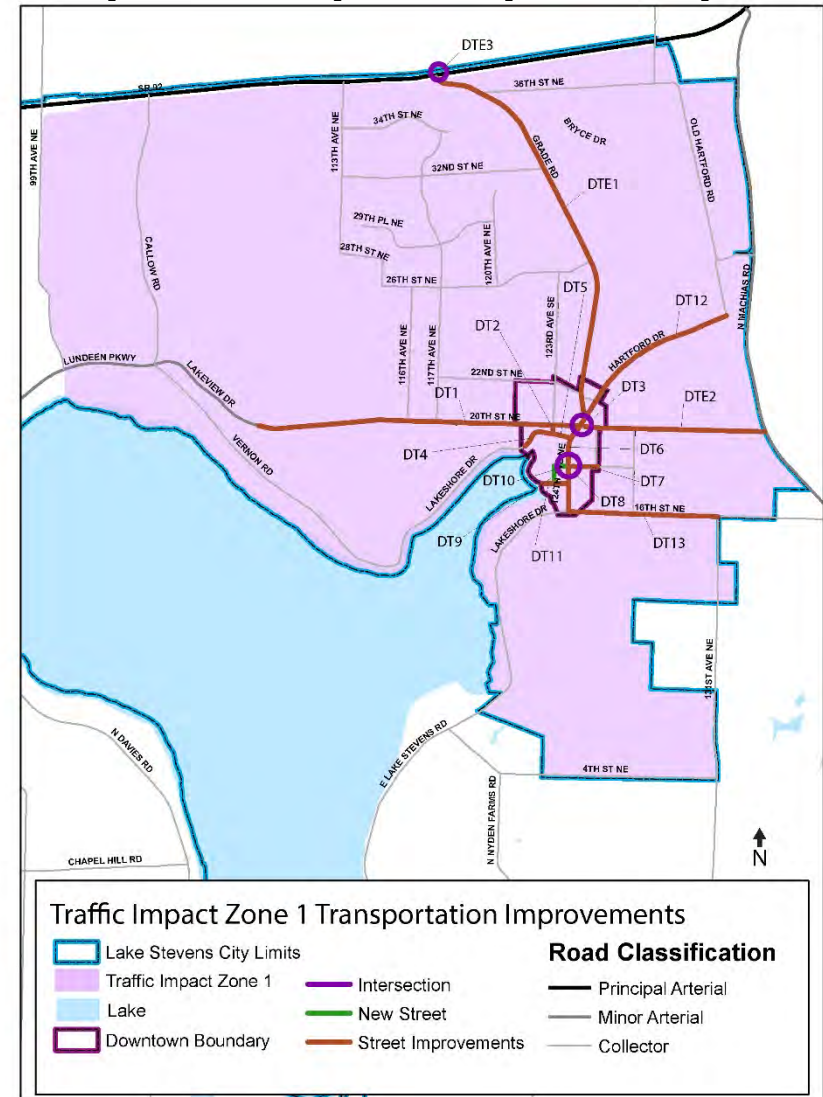 DTE3
SR 92
36TH ST NE
99TH AVE NE
113TH AVE NE
34TH ST NE
BRYCE DR
OLD HARTFORD RD
GRADE RD
32ND ST NE
DTE1
29TH PL NE
120TH AVE NE
CALLOW RD
28TH ST NE
26TH ST NE
DT5
N MACHIAS RD
DT12
DT2
123RD AVE SE
HARTFORD DR
LUNDEEN PKWY
LAKEVIEW DR
116TH AVE NE
117TH AVE NE
22ND ST NE
DT3
DT1
20TH ST NE
DTE2
VERNON RD
DT4
DT6
LAKESHORE DR
DT10
DT7
DT8
16TH ST NE
DT9
LAKESHORE DR
DT11
DT13
131ST AVE NE
N DAVIES RD
E LAKE STEVENS RD
4TH ST NE
N NYDEN FARMS RD
CHAPEL HILL RD
N
Traffic Impact Zone 1 Transportation Improvements
Lake Stevens City Limits
Traffic Impact Zone 1
Lake
Downtown Boundary
Intersection
New Street
Street Improvements
Road Classification
Principal Arterial
Minor Arterial
Collector